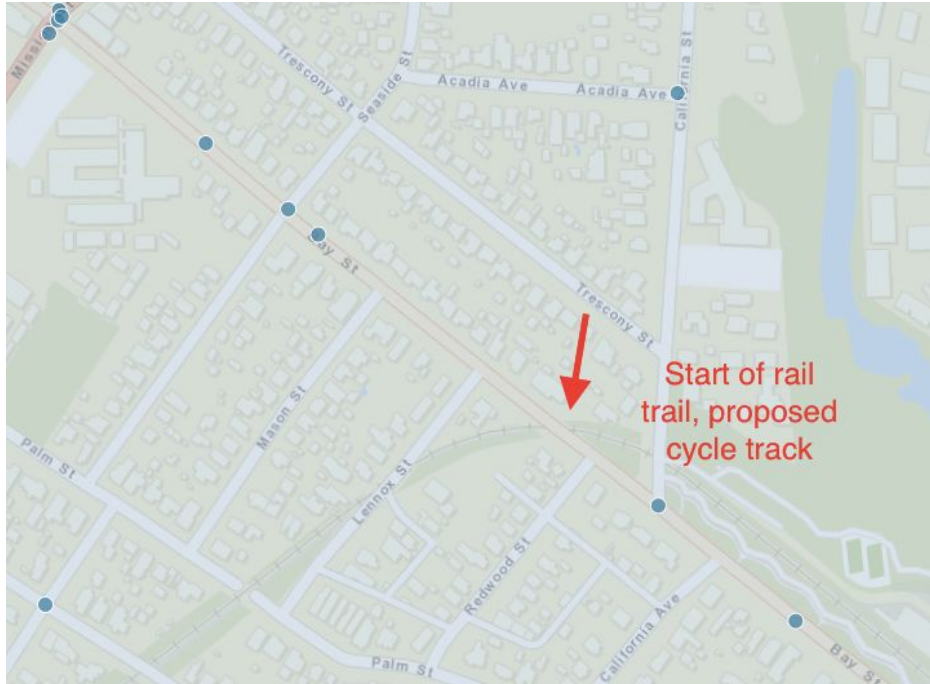 Missi
Trescony St
Seaside St
Acadia Ave
Acadia Ave
California St
Bay St
Trescony St
Start of rail
trail, proposed
cycle track
Mason St
Lennox St
Palm St
Redwood St
California Ave
Palm St
Bay St